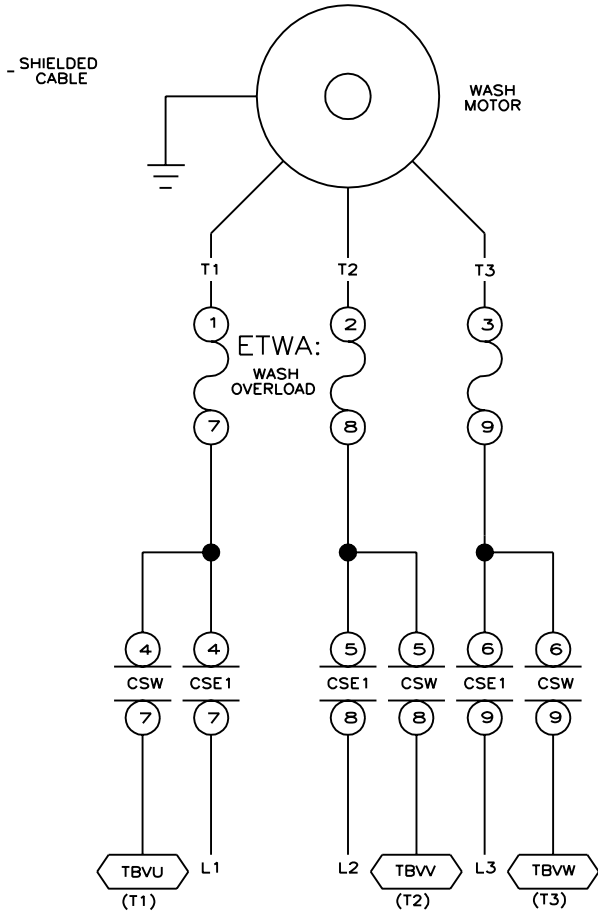 - SHIELDED
CABLE
WASH
MOTOR
T1 T2 T3
1 2 3
ETWA:
WASH
OVERLOAD
7 8 9
4 4 5 5 6 6
CSW CSE1 CSE1 CSW CSE1 CSW
7 7 8 8 9 9
TBVU L1 L2 TBVV L3 TBVW
(T1) (T2) (T3)